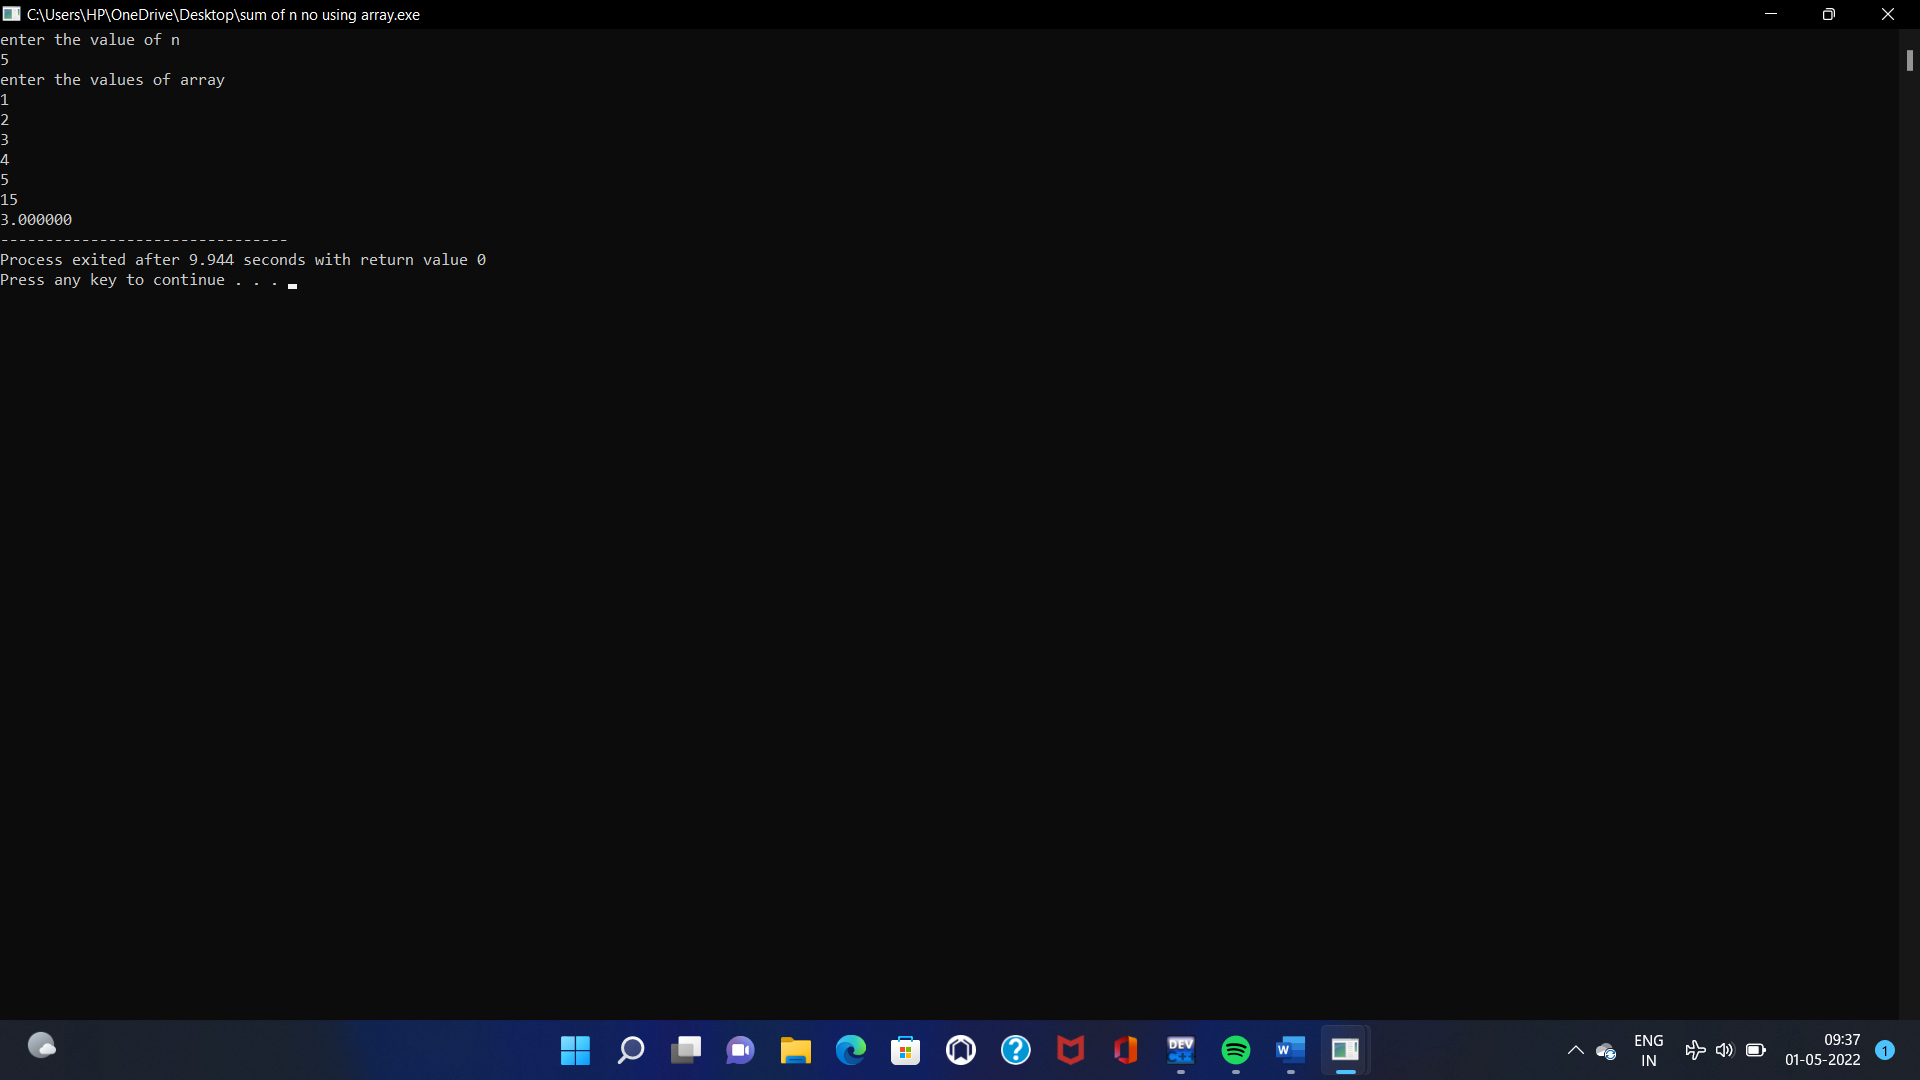 C:\Users\HP\OneDrive\Desktop\sum of n no using array.exe
enter the value of n
5
enter the values of array
1
2
3
4
5
15
3.000000
--------------------------------
Process exited after 9.944 seconds with return value 0
Press any key to continue . . .
DEV
C++
W
ENG
IN
09:37
01-05-2022
1